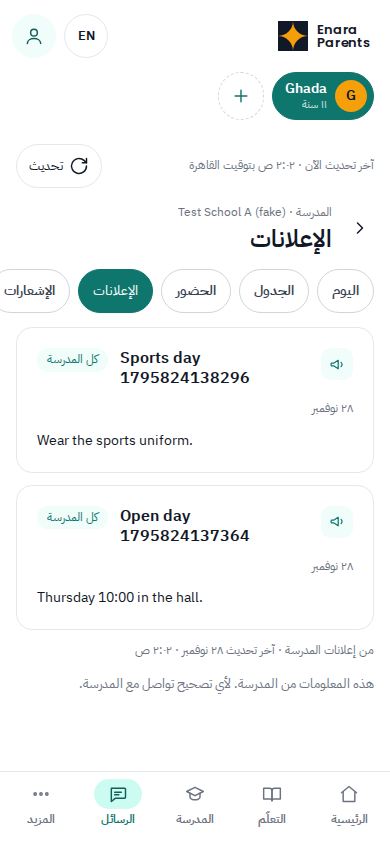 Enara
Parents
EN
G
Ghada
١١ سنة
آخر تحديث الآن · ٢:٠٢ ص بتوقيت القاهرة
تحديث
المدرسة · Test School A (fake)
الإعلانات
اليوم
الجدول
الحضور
الإعلانات
الإشعارات
Sports day
1795824138296
كل المدرسة
٢٨ نوفمبر
Wear the sports uniform.
Open day
1795824137364
كل المدرسة
٢٨ نوفمبر
Thursday 10:00 in the hall.
من إعلانات المدرسة · آخر تحديث ٢٨ نوفمبر · ٢:٠٢ ص
هذه المعلومات من المدرسة. لأي تصحيح تواصل مع المدرسة.
الرئيسية
التعلّم
المدرسة
الرسائل
المزيد